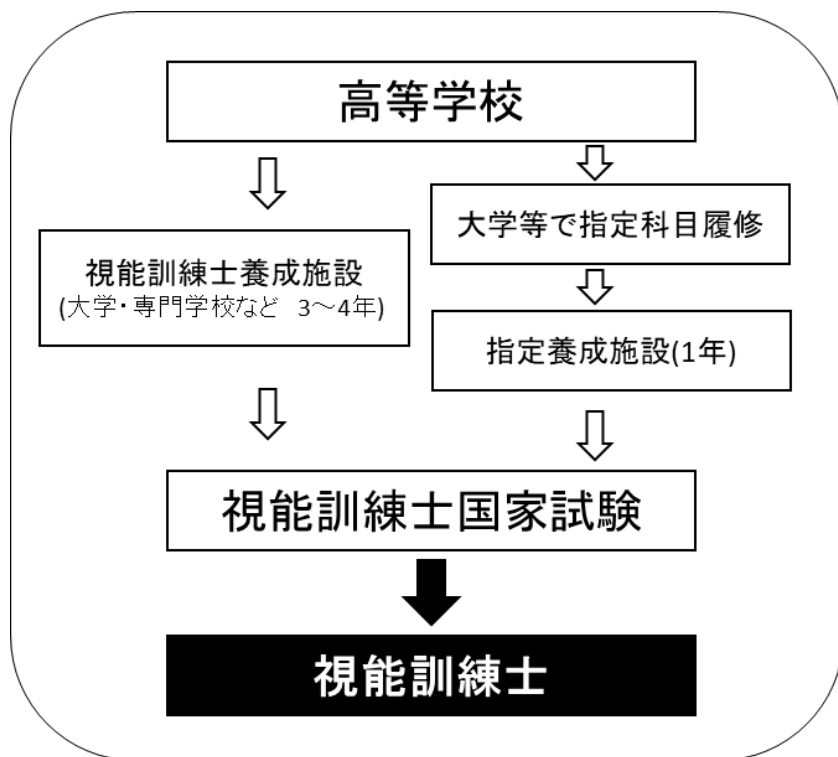 高等学校
視能訓練士養成施設
(大学・専門学校など 3～4年)
大学等で指定科目履修
指定養成施設(1年)
視能訓練士国家試験
視能訓練士